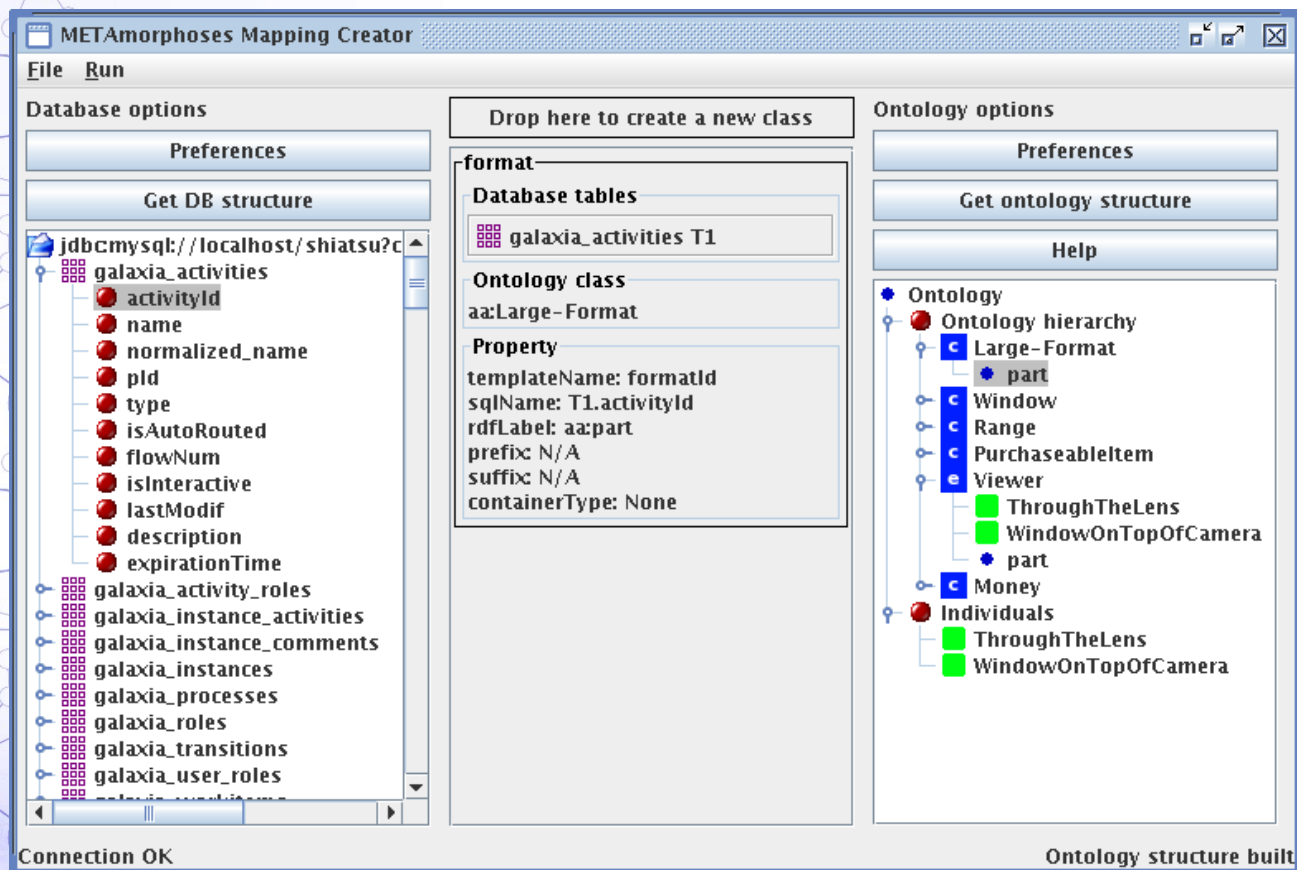 METAmorphoses Mapping Creator
File Run
Database options
Preferences
Get DB structure
jdbc:mysql://localhost/shiatsu?c
galaxia_activities
activityId
name
normalized_name
pId
type
isAutoRouted
flowNum
isInteractive
lastModif
description
expirationTime
galaxia_activity_roles
galaxia_instance_activities
galaxia_instance_comments
galaxia_instances
galaxia_processes
galaxia_roles
galaxia_transitions
galaxia_user_roles
Connection OK
Drop here to create a new class
format
Database tables
galaxia_activities T1
Ontology class
aa:Large-Format
Property
templateName: formatId
sqlName: T1.activityId
rdfLabel: aa:part
prefix: N/A
suffix: N/A
containerType: None
Ontology options
Preferences
Get ontology structure
Help
Ontology
Ontology hierarchy
c Large-Format
part
c Window
c Range
c PurchaseableItem
e Viewer
ThroughTheLens
WindowOnTopOfCamera
part
c Money
Individuals
ThroughTheLens
WindowOnTopOfCamera
Ontology structure built